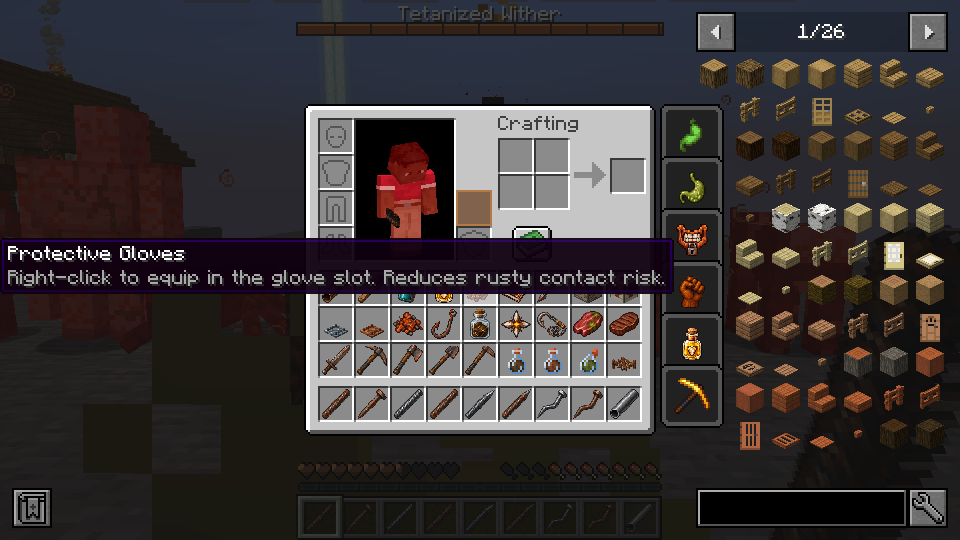 Tetanized Wither
1/26
Crafting
Protective Gloves
Right-click to equip in the glove slot. Reduces rusty contact risk.